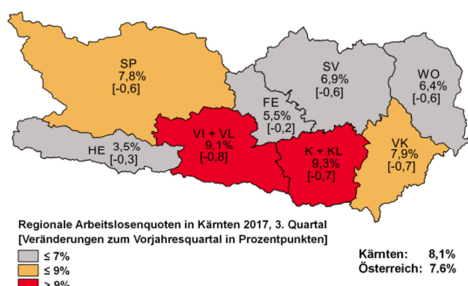 SP
7,8%
[-0,6]
SV
6,9%
[-0,6]
WO
6,4%
[-0,6]
FE
5,5%
[-0,2]
HE 3,5%
[-0,3]
VI + VL
9.1%
[-0,8]
K + KL
9,3%
[-0.7]
VK
7,9%
[-0,7]
Regionale Arbeitslosenquoten in Kärnten 2017, 3. Quartal
[Veränderungen zum Vorjahresquartal in Prozentpunkten]
≤ 7%
≤ 9%
> 9%
Kärnten: 8,1%
Österreich: 7.6%